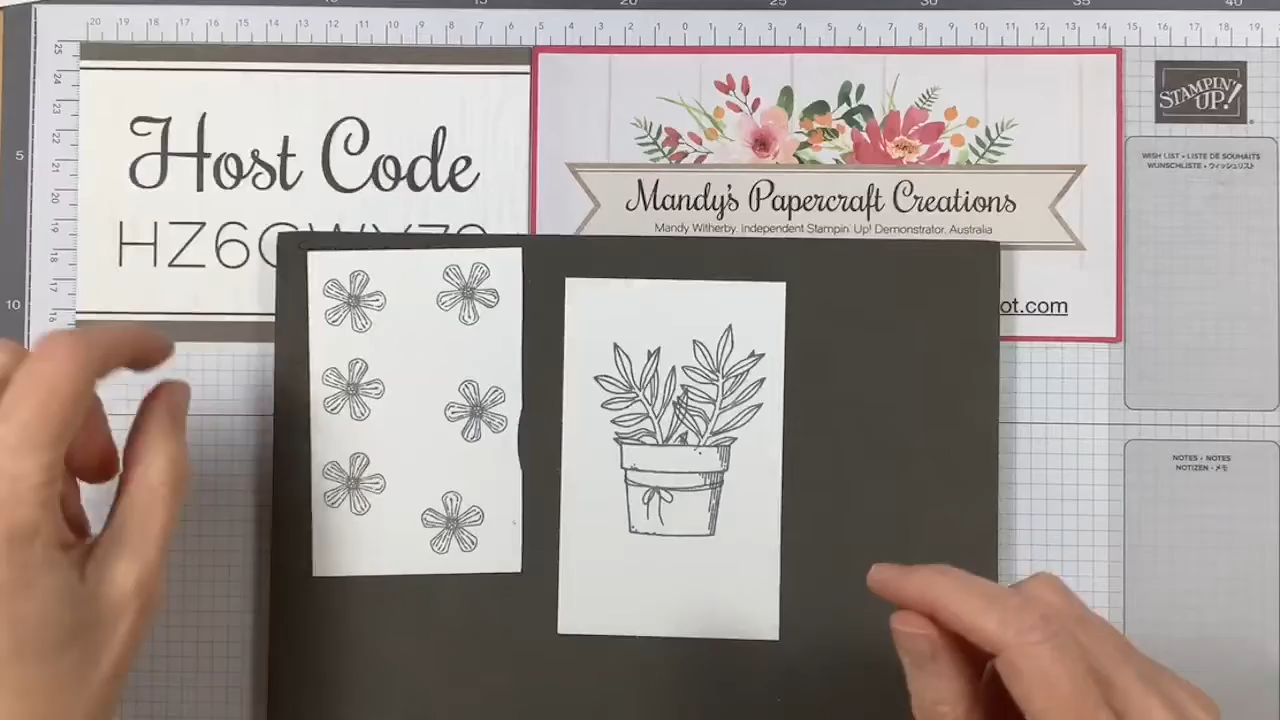 Host Code
Mandy's Papercraft Creations
Mandy Witherby. Independent Stampin' Up! Demonstrator. Australia
ot.com
STAMPIN' UP!
WISH LIST • LISTE DE SOUHAITS
WUNSCHLISTE • ウィッシュリスト
NOTES • NOTES
NOTIZEN • メモ